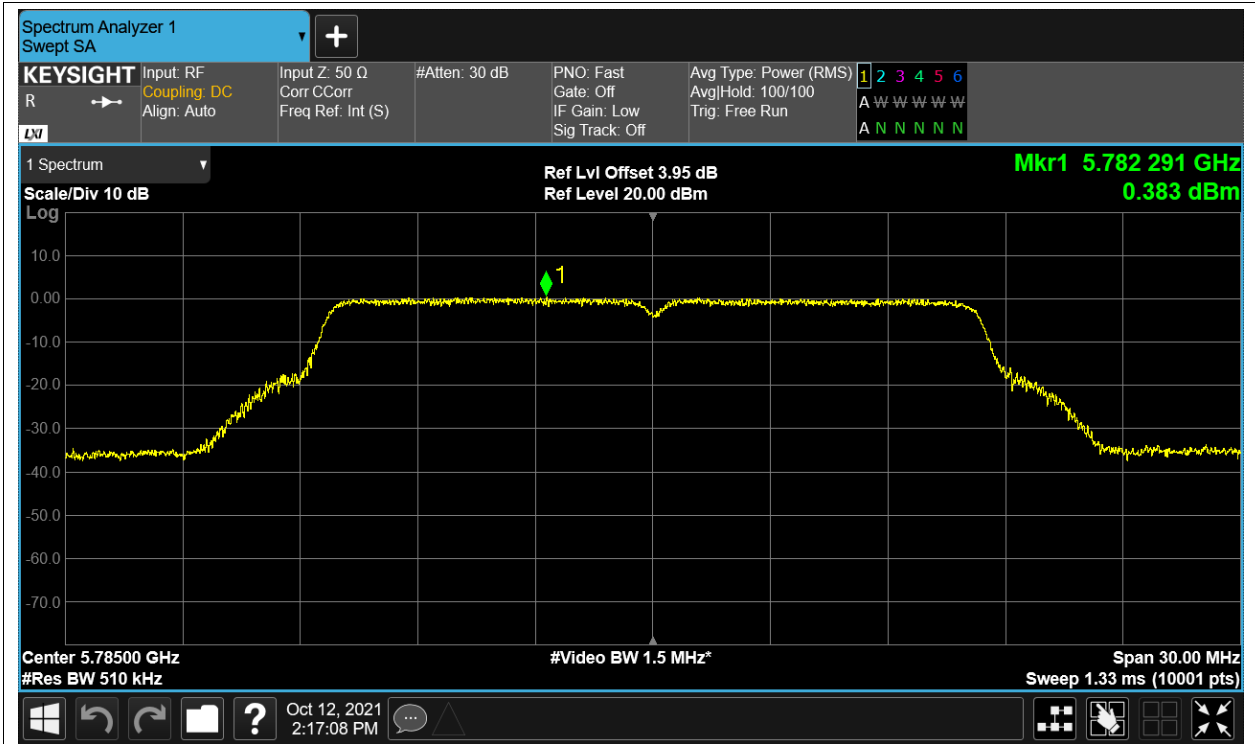 Spectrum Analyzer 1
Swept SA
KEYSIGHT
R
LXI
Input: RF
Coupling: DC
Align: Auto
Input Z: 50 Ω
Corr CCorr
Freq Ref: Int (S)
#Atten: 30 dB
PNO: Fast
Gate: Off
IF Gain: Low
Sig Track: Off
Avg Type: Power (RMS)
Avg|Hold: 100/100
Trig: Free Run
1 2 3 4 5 6
A W W W W W
A N N N N N
1 Spectrum
Scale/Div 10 dB
Ref Lvl Offset 3.95 dB
Ref Level 20.00 dBm
Mkr1 5.782 291 GHz
0.383 dBm
Log
10.0
0.00
-10.0
-20.0
-30.0
-40.0
-50.0
-60.0
-70.0
1
Center 5.78500 GHz
#Res BW 510 kHz
#Video BW 1.5 MHz*
Span 30.00 MHz
Sweep 1.33 ms (10001 pts)
?
Oct 12, 2021
2:17:08 PM